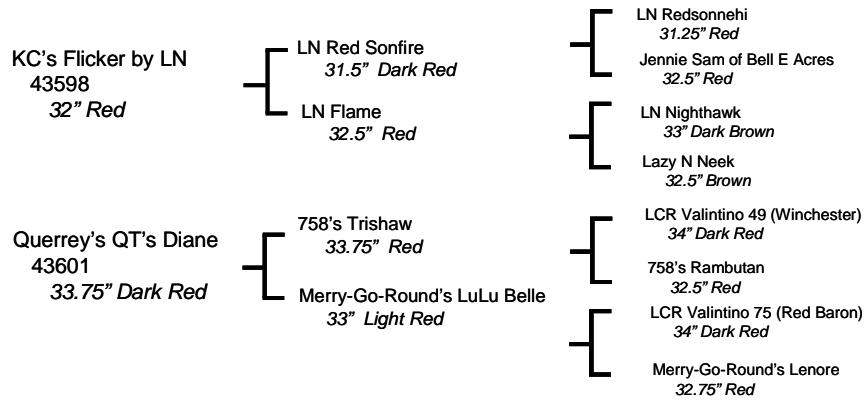 KC's Flicker by LN
43598
32” Red
LN Red Sonfire
31.5” Dark Red
LN Flame
32.5” Red
LN Redsonnehi
31.25” Red
Jennie Sam of Bell E Acres
32.5” Red
LN Nighthawk
33” Dark Brown
Lazy N Neek
32.5” Brown
Querrey's QT's Diane
43601
33.75” Dark Red
758's Trishaw
33.75” Red
Merry-Go-Round's LuLu Belle
33” Light Red
LCR Valintino 49 (Winchester)
34” Dark Red
758's Rambutan
32.5” Red
LCR Valintino 75 (Red Baron)
34” Dark Red
Merry-Go-Round's Lenore
32.75” Red